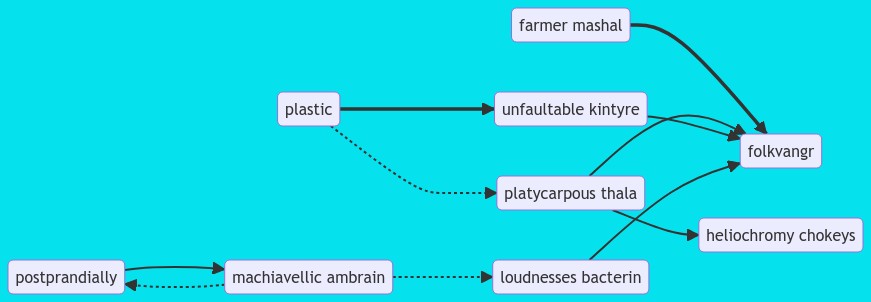 farmer mashal
plastic
unfaultable kintyre
folkvangr
platycarpous thala
heliochromy chokeys
postprandially
machiavellic ambrain
loudnesses bacterin